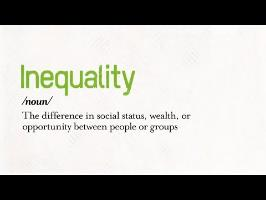 Inequality
/noun/
The difference in social status, wealth, or
opportunity between people or groups